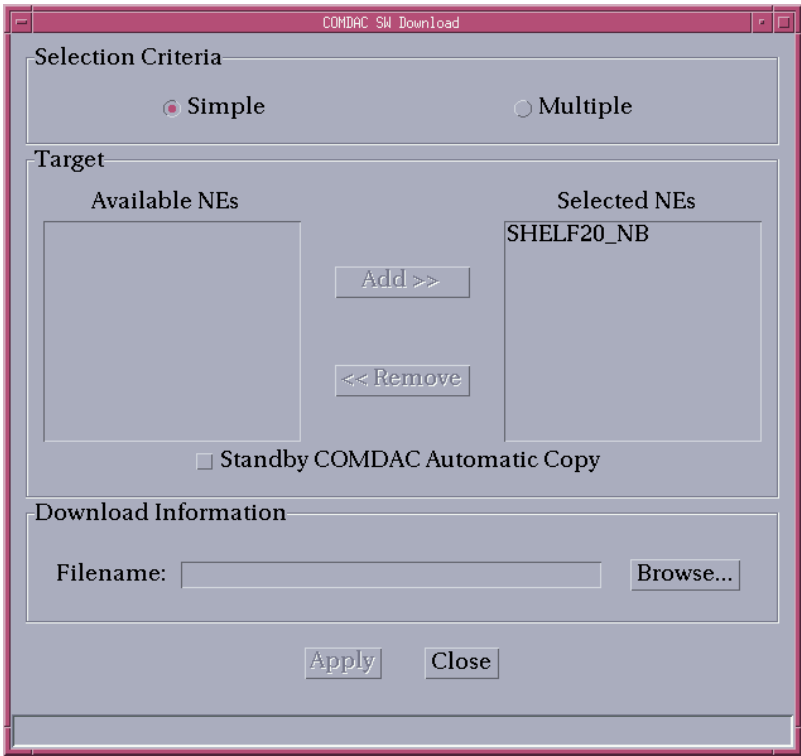 COMDAC SW Download
Selection Criteria
Simple
Multiple
Target
Available NEs
Selected NEs
SHELF20_NB
Add >>
<< Remove
Standby COMDAC Automatic Copy
Download Information
Filename:
Browse...
Apply
Close